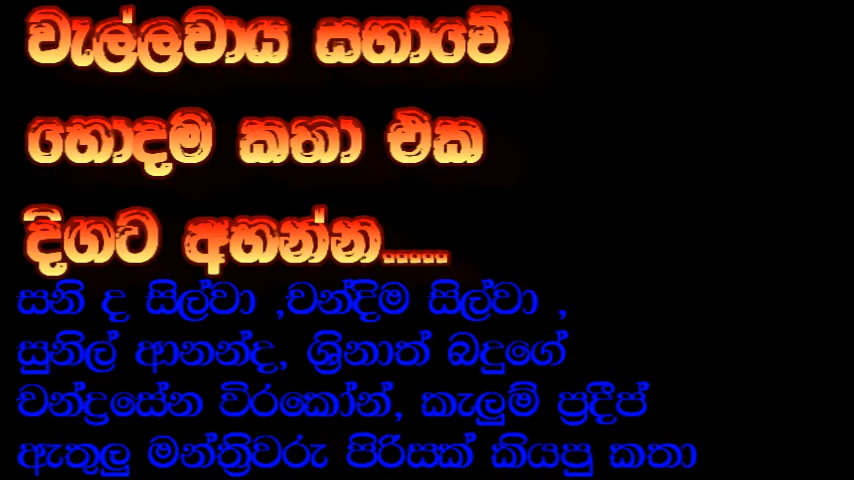 වැල්ලවාය සභාවේ
හොදම කතා එක
දිගට අහන්න......
සනි ද සිල්වා ,චන්දිම සිල්වා ,
සුනිල් ආනන්ද, ශ්‍රිනාත් බදුගේ
චන්ද්‍රසේන විරකෝන්, කැලුම් ප්‍රදීප්
ඇතුලු මන්ත්‍රිවරු පිරිසක් කියපු කතා